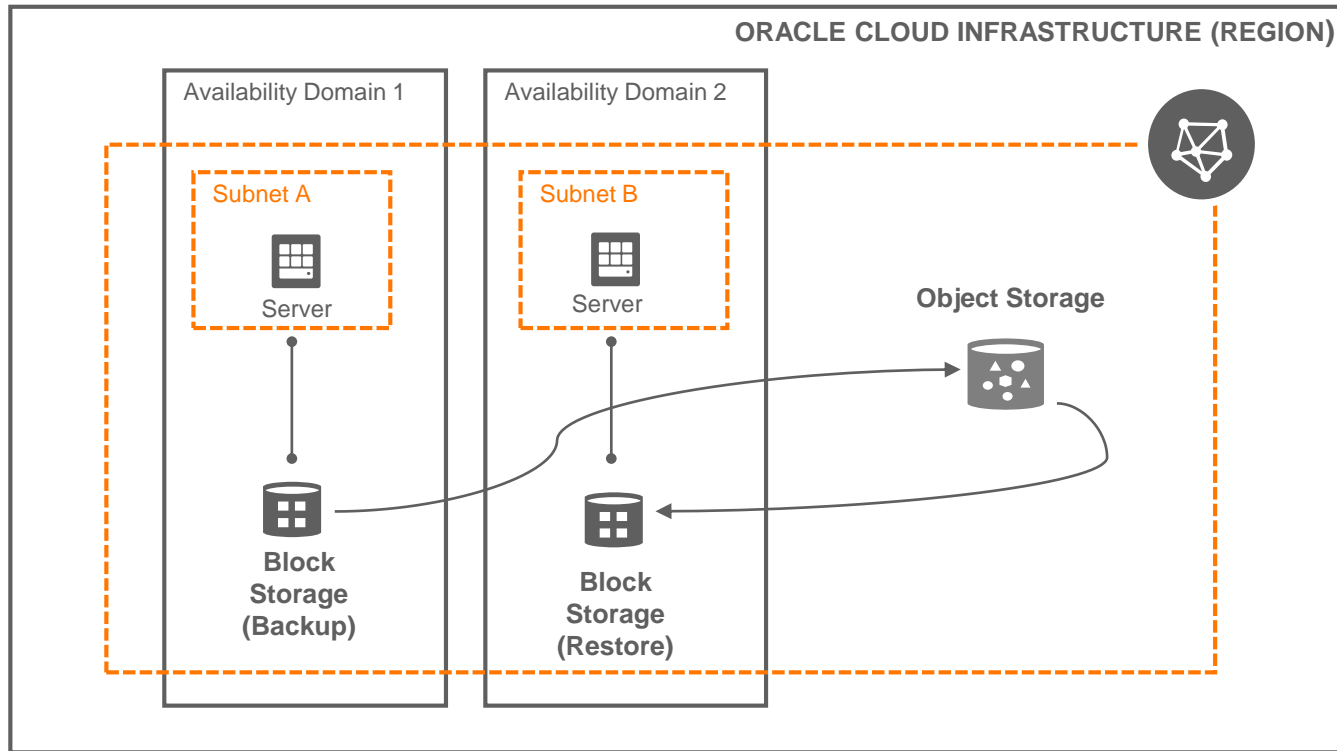 ORACLE CLOUD INFRASTRUCTURE (REGION)
Availability Domain 1
Availability Domain 2
Subnet A
Subnet B
Server
Server
Object Storage
Block
Storage
(Backup)
Block
Storage
(Restore)